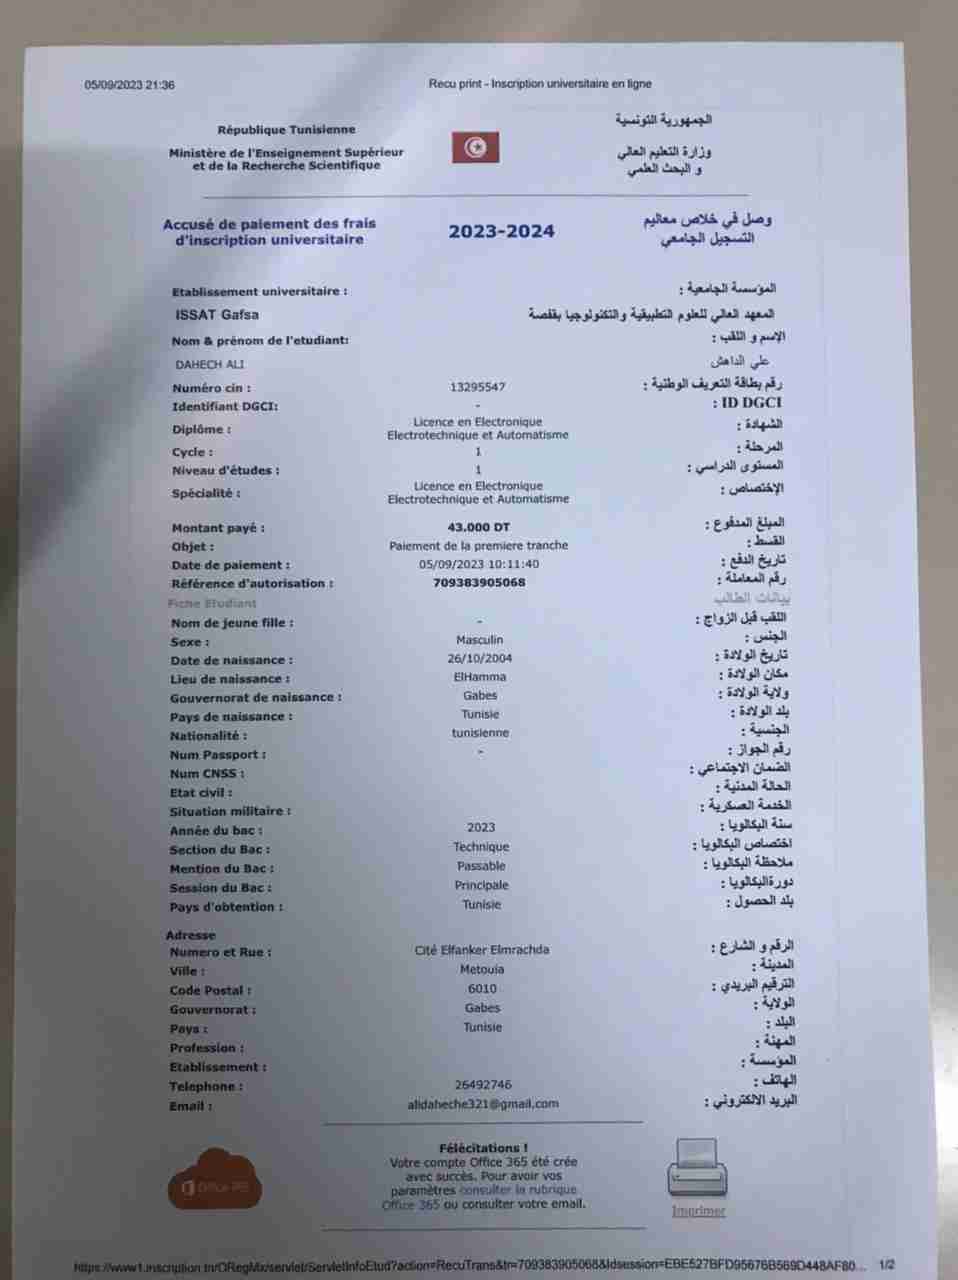 05/09/2023 21:36
Recu print - Inscription universitaire en ligne
République Tunisienne
الجمهورية التونسية
Ministère de l'Enseignement Supérieur
et de la Recherche Scientifique
وزارة التعليم العالي
و البحث العلمي
Accusé de paiement des frais
d'inscription universitaire
2023-2024
وصل في خلاص معاليم
التسجيل الجامعي
Etablissement universitaire :
المؤسسة الجامعية :
ISSAT Gafsa
المعهد العالي للعلوم التطبيقية والتكنولوجيا بقفصة
Nom & prénom de l'etudiant:
الإسم و اللقب :
DAHECH ALI
علي الداهش
Numéro cin : 13295547 رقم بطاقة التعريف الوطنية :
Identifiant DGCI: - ID DGCI :
Diplôme : Licence en Electronique
Electrotechnique et Automatisme الشهادة :
Cycle : 1 المرحلة :
Niveau d'études : 1 المستوى الدراسي :
Spécialité : Licence en Electronique
Electrotechnique et Automatisme الإختصاص :
Montant payé : 43.000 DT المبلغ المدفوع :
Objet : Paiement de la premiere tranche القسط :
Date de paiement : 05/09/2023 10:11:40 تاريخ الدفع :
Référence d'autorisation : 709383905068 رقم المعاملة :
Fiche Etudiant بيانات الطالب
Nom de jeune fille : - اللقب قبل الزواج :
Sexe : Masculin الجنس :
Date de naissance : 26/10/2004 تاريخ الولادة :
Lieu de naissance : ElHamma مكان الولادة :
Gouvernorat de naissance : Gabes ولاية الولادة :
Pays de naissance : Tunisie بلد الولادة :
Nationalité : tunisienne الجنسية :
Num Passport : - رقم الجواز :
Num CNSS : الضمان الاجتماعي :
Etat civil : الحالة المدنية :
Situation militaire : الخدمة العسكرية :
Année du bac : 2023 سنة البكالويا :
Section du Bac : Technique اختصاص البكالويا :
Mention du Bac : Passable ملاحظة البكالويا :
Session du Bac : Principale دورةالبكالويا :
Pays d'obtention : Tunisie بلد الحصول :
Adresse
Numero et Rue : Cité Elfanker Elmrachda الرقم و الشارع :
Ville : Metouia المدينة :
Code Postal : 6010 الترقيم البريدي :
Gouvernorat : Gabes الولاية :
Pays : Tunisie البلد :
Profession : المهنة :
Etablissement : المؤسسة :
Telephone : 26492746 الهاتف :
Email : alidaheche321@gmail.com البريد الالكتروني :
Félécitations !
Votre compte Office 365 été crée
avec succès. Pour avoir vos
paramètres consulter la rubrique
Office 365 ou consulter votre email.
Office 365
Imprimer
https://www1.inscription.tn/ORegMx/servlet/ServletInfoEtud?action=RecuTrans&tr=709383905068&Idsession=EBE527BFD95676B569D448AF80... 1/2